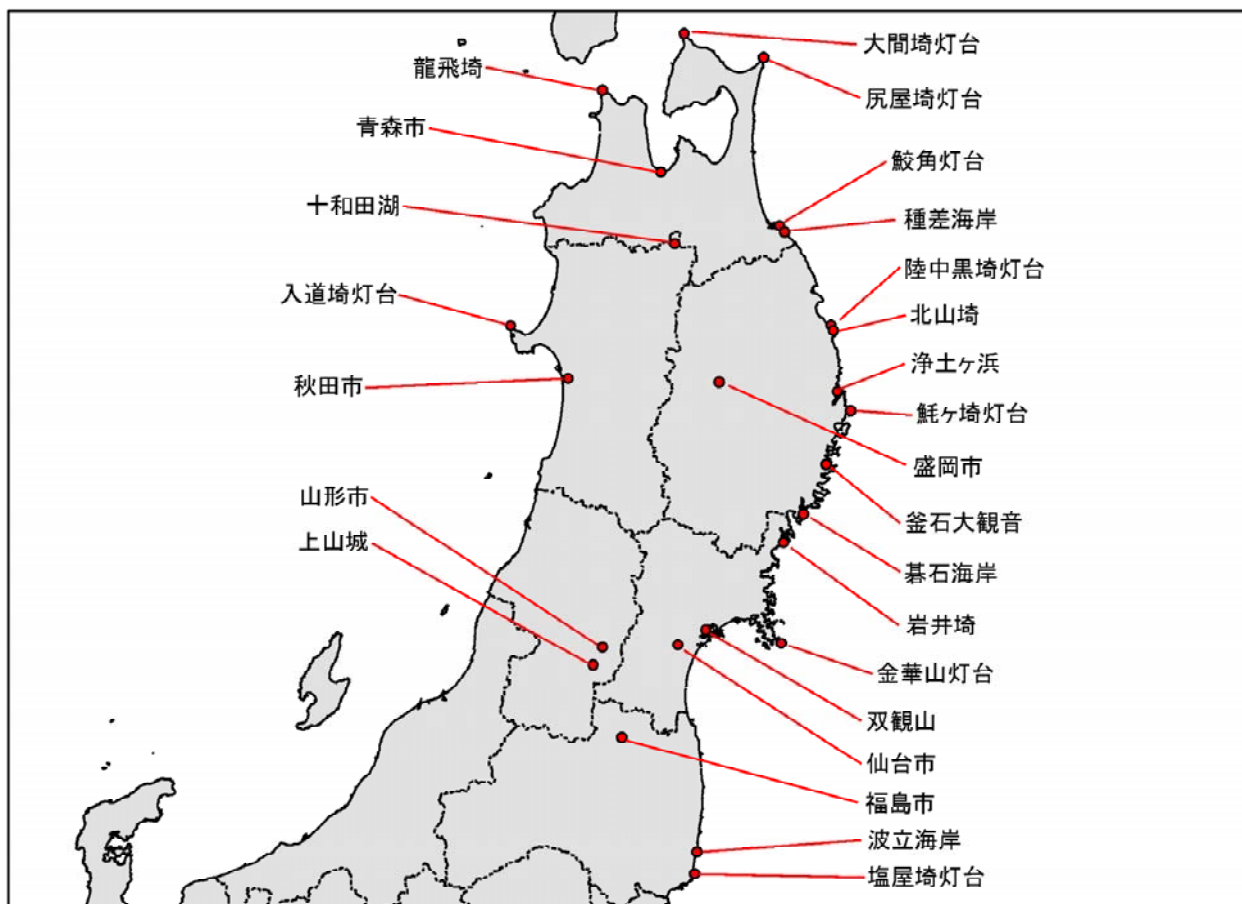 大間埼灯台
龍飛埼
尻屋埼灯台
青森市
鮫角灯台
十和田湖
種差海岸
陸中黒埼灯台
入道埼灯台
北山埼
浄土ヶ浜
秋田市
魹ヶ埼灯台
盛岡市
山形市
釜石大観音
上山城
碁石海岸
岩井埼
金華山灯台
双観山
仙台市
福島市
波立海岸
塩屋埼灯台